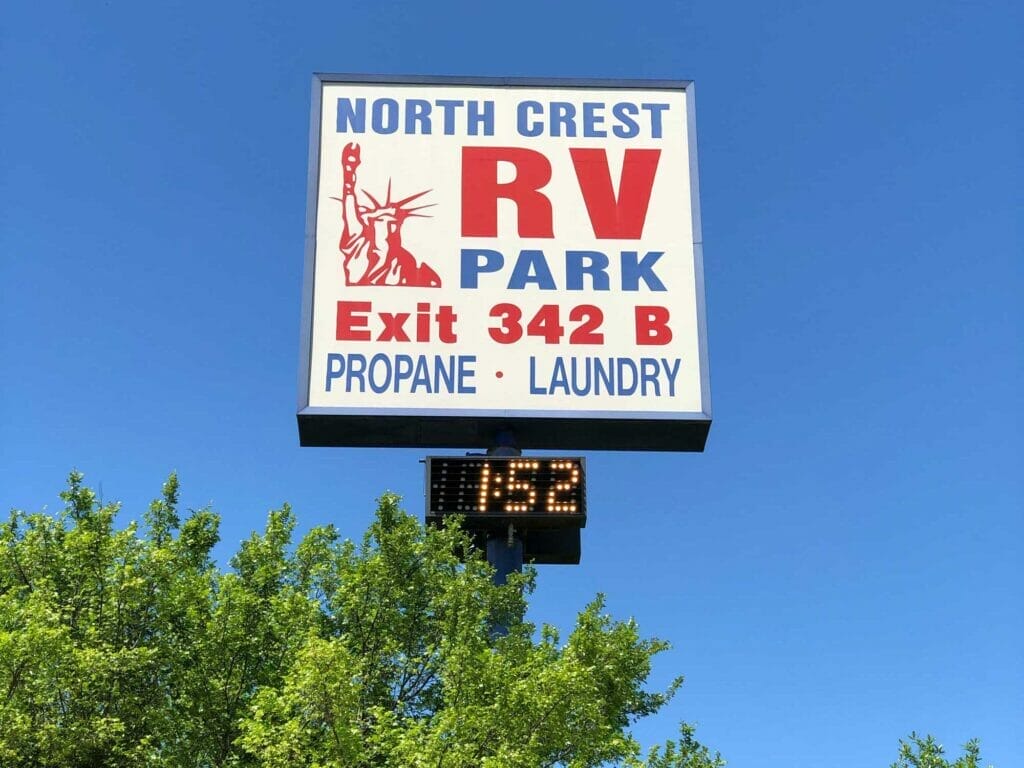 NORTH CREST
RV
PARK
Exit 342 B
PROPANE · LAUNDRY
1:52